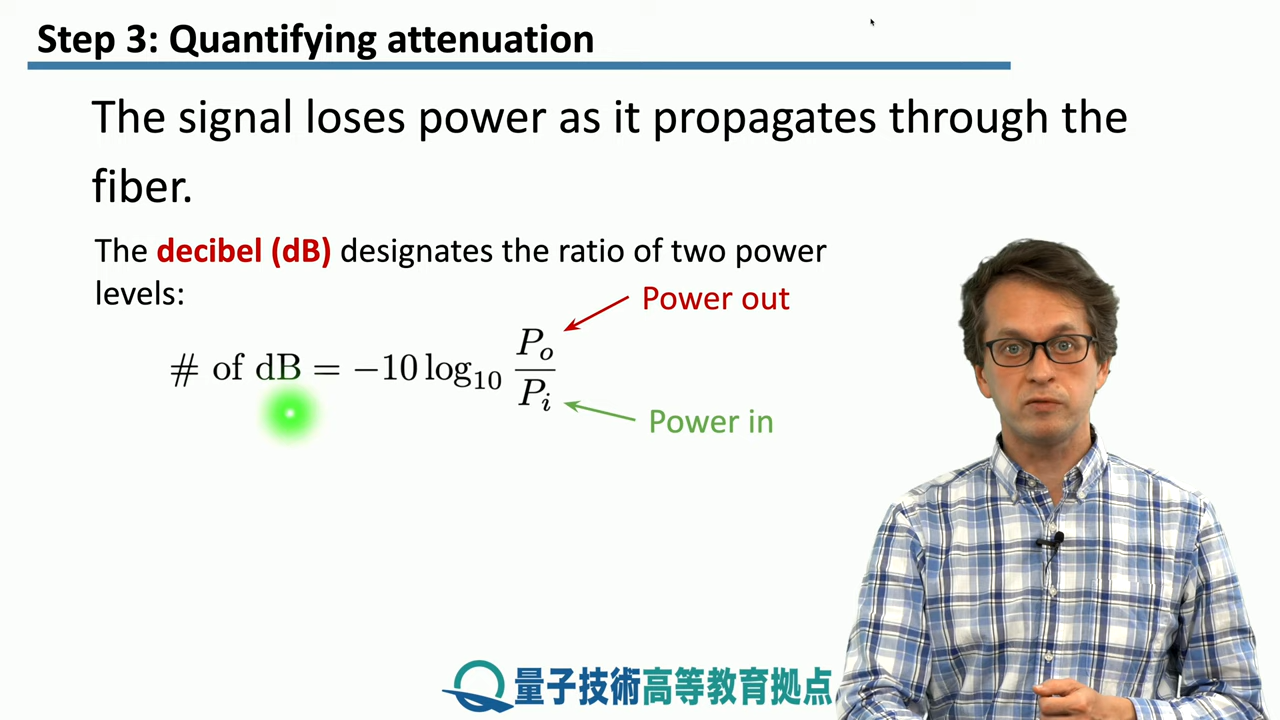 Step 3: Quantifying attenuation
The signal loses power as it propagates through the
fiber.
The decibel (dB) designates the ratio of two power
levels:
Power out
# of dB = −10 log₁₀ Pₒ/Pᵢ
Power in
量子技術高等教育拠点